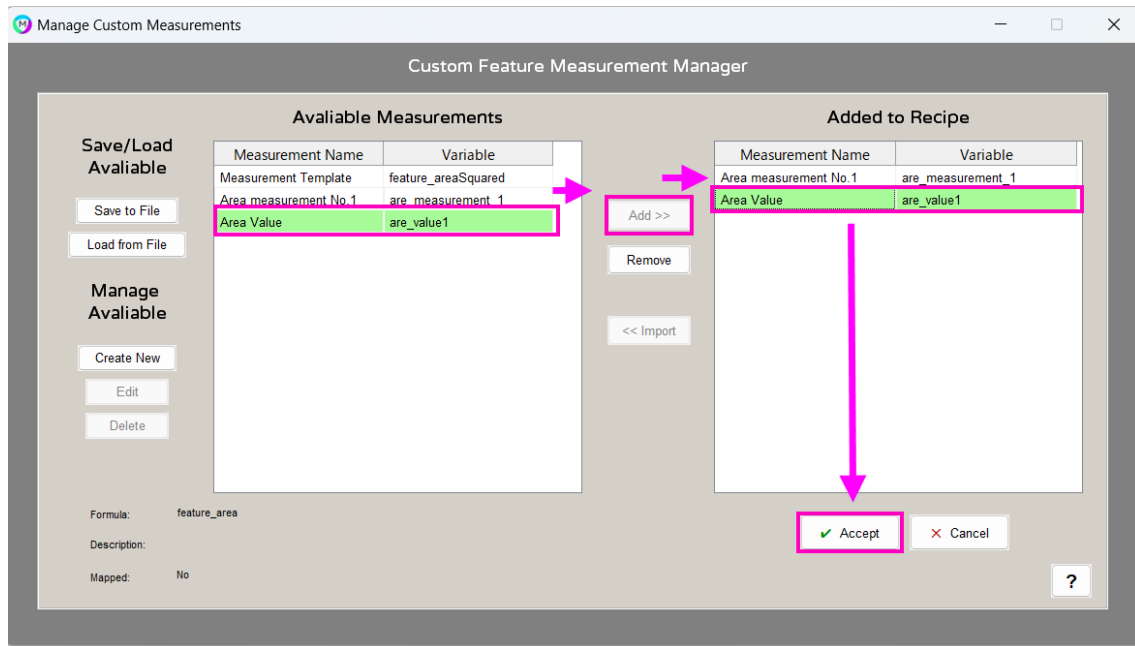 Manage Custom Measurements
Custom Feature Measurement Manager
Avaliable Measurements
Added to Recipe
Save/Load
Avaliable
Save to File
Load from File
Manage
Avaliable
Create New
Edit
Delete
Measurement Name Variable
Measurement Template feature_areaSquared
Area measurement No.1 are_measurement_1
Area Value are_value1
Add >>
Remove
<< Import
Measurement Name Variable
Area measurement No.1 are_measurement_1
Area Value are_value1
Formula: feature_area
Description:
Mapped: No
✔ Accept
✕ Cancel
?